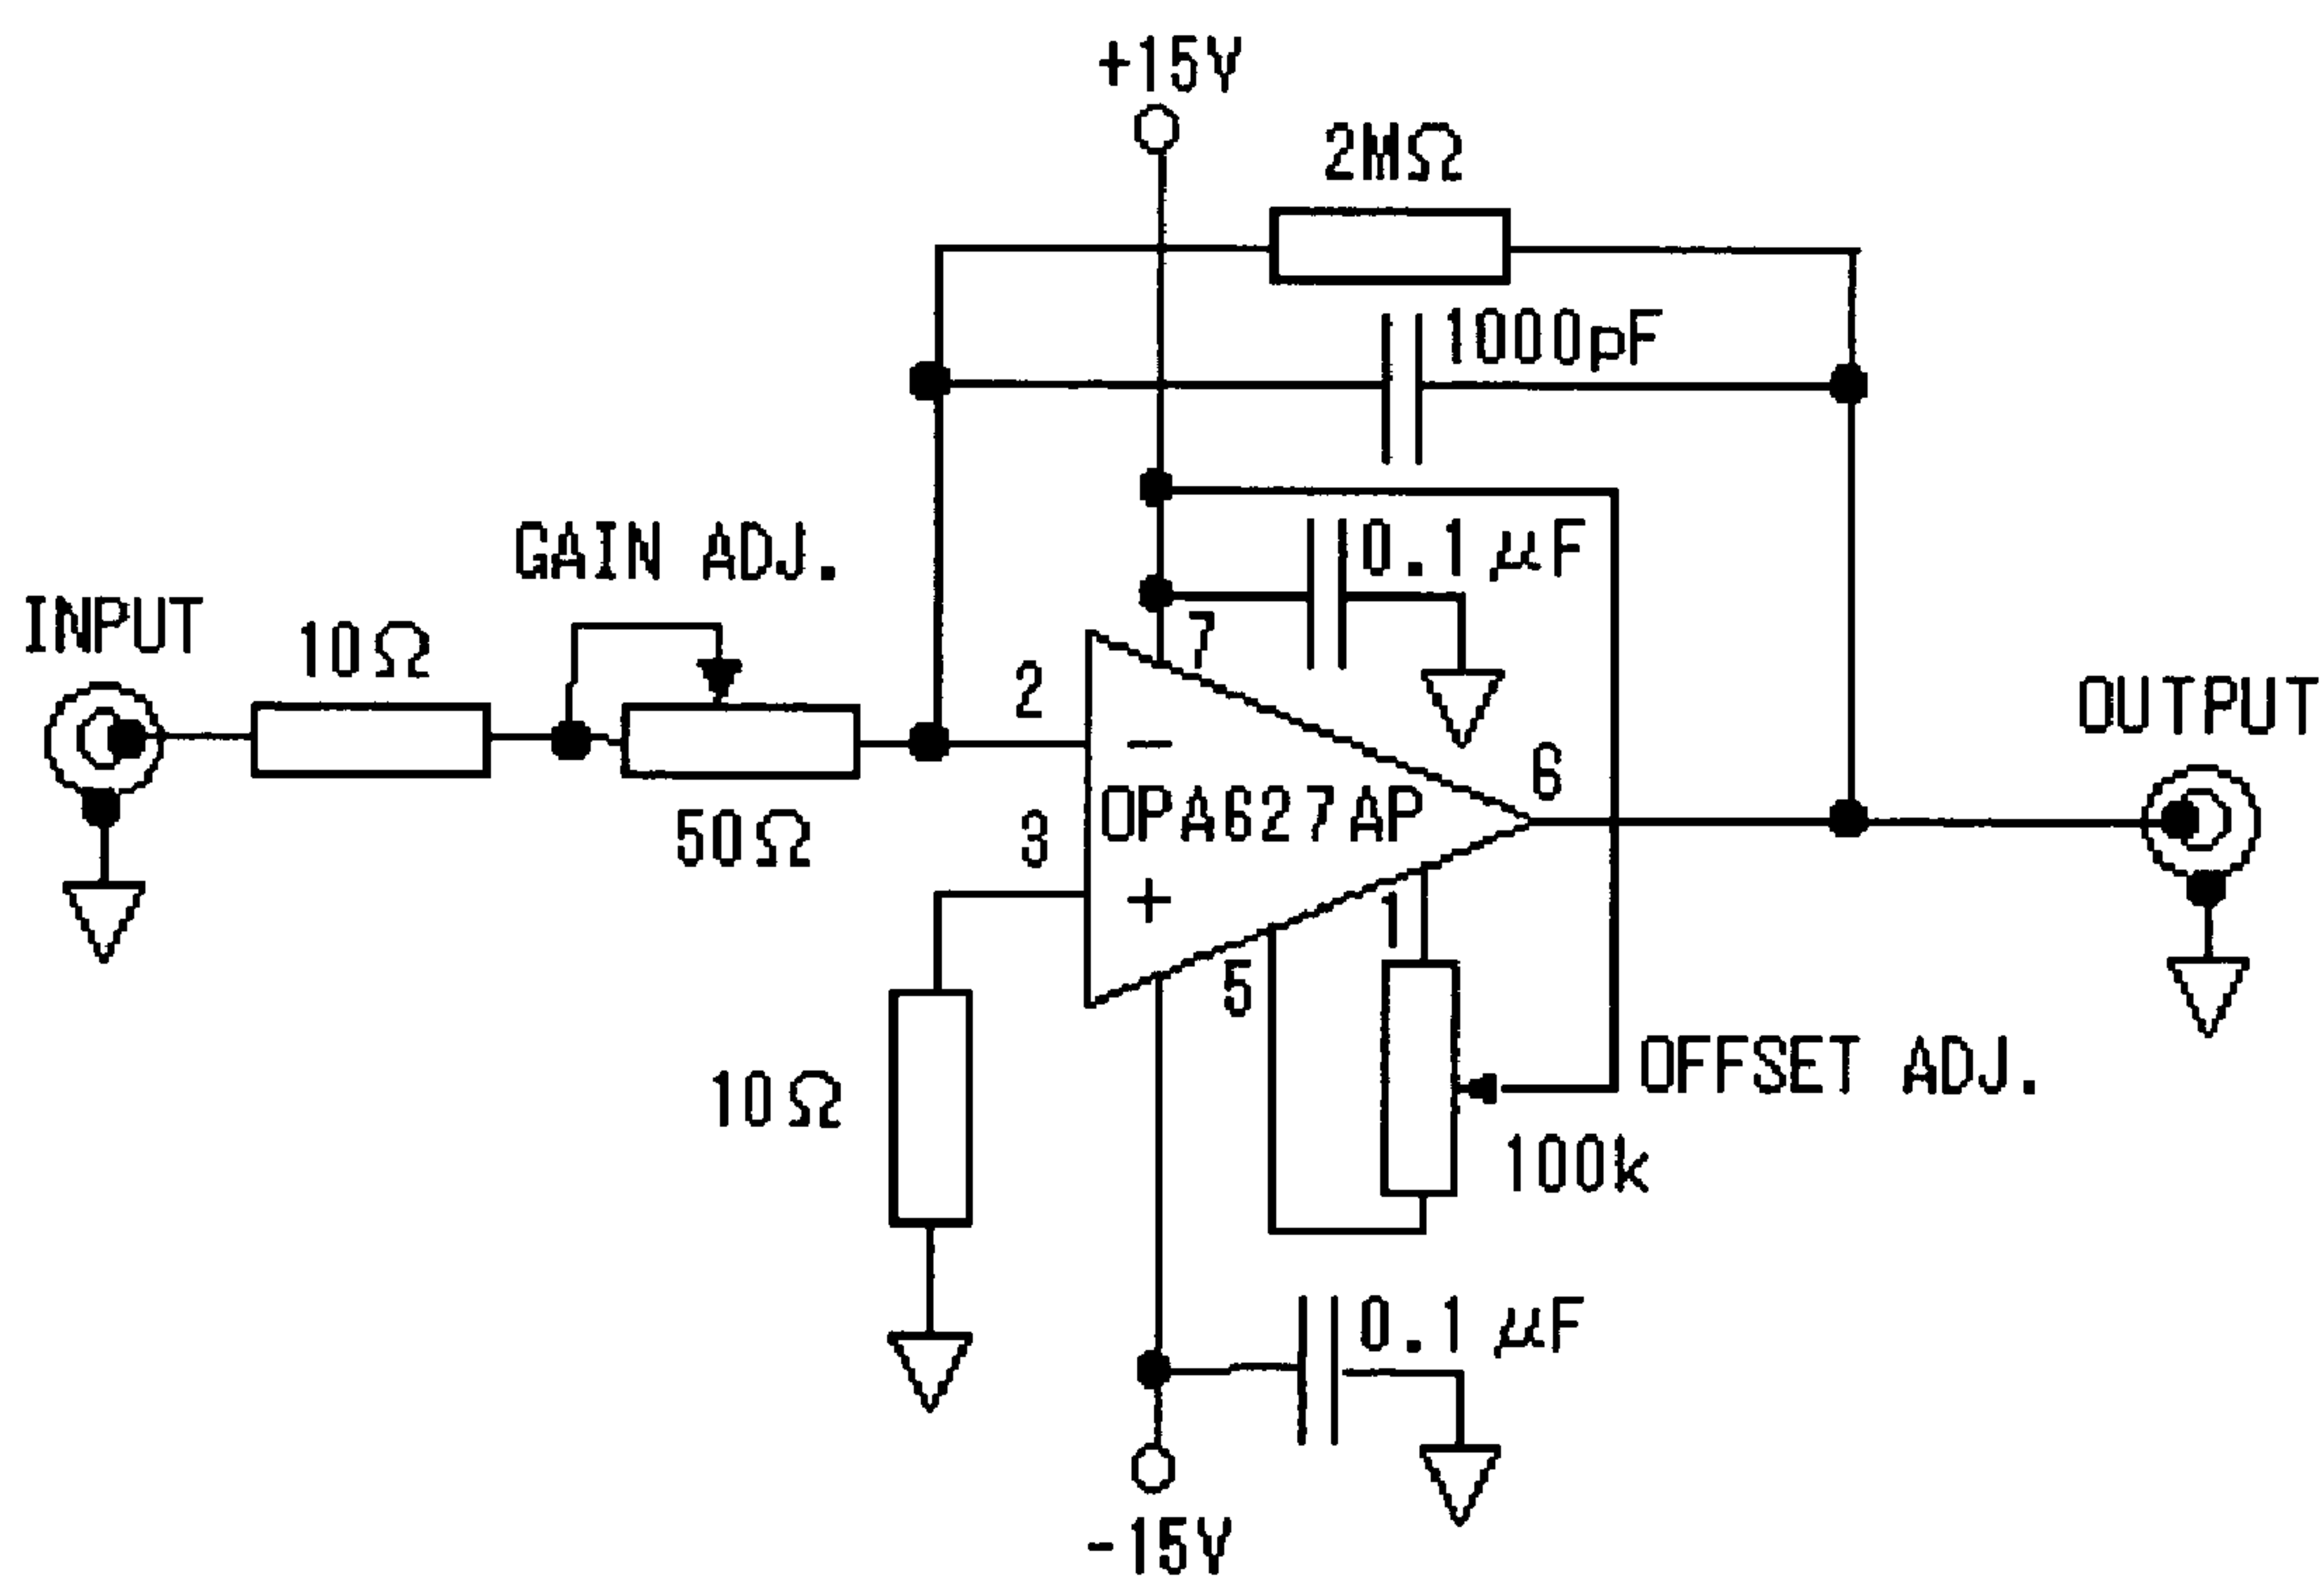 +15V
2MΩ
1000pF
GAIN ADJ.
0.1 µF
INPUT
10Ω
7
2
OUTPUT
6
50Ω
3
OPA627AP
-
+
1
5
OFFSET ADJ.
10Ω
100k
0.1 µF
-15V